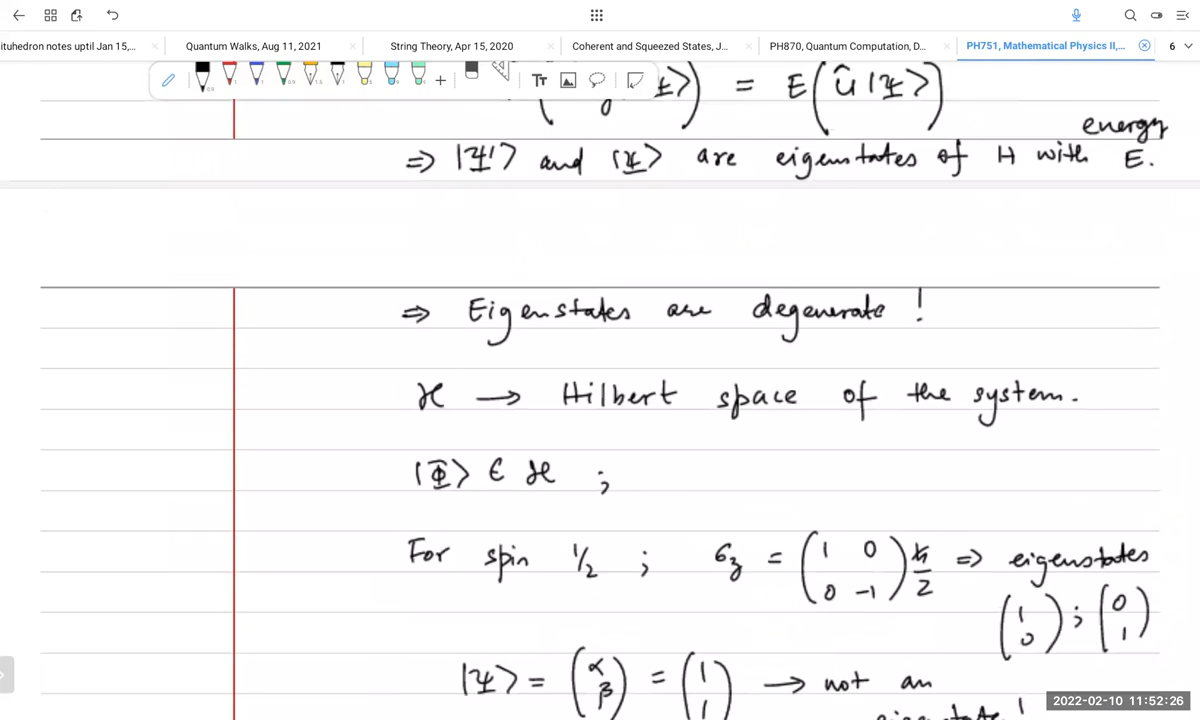 ituhedron notes uptil Jan 15,... Quantum Walks, Aug 11, 2021 String Theory, Apr 15, 2020 Coherent and Squeezed States, J... PH870, Quantum Computation, D... PH751, Mathematical Physics II,... 6
Tr
= E(û|Ψ>)
energy
=> |Ψ'> and |Ψ> are eigenstates of H with E.
=> Eigenstates are degenerate !
ℋ → Hilbert space of the system.
|Φ> ∈ ℋ ;
For spin 1/2 ; σz = (1 0; 0 -1) ħ/2 => eigenstates
(1 0) ; (0 1)
|Ψ> = (α β) = (1 1) → not an
eigenstate !
2022-02-10 11:52:26